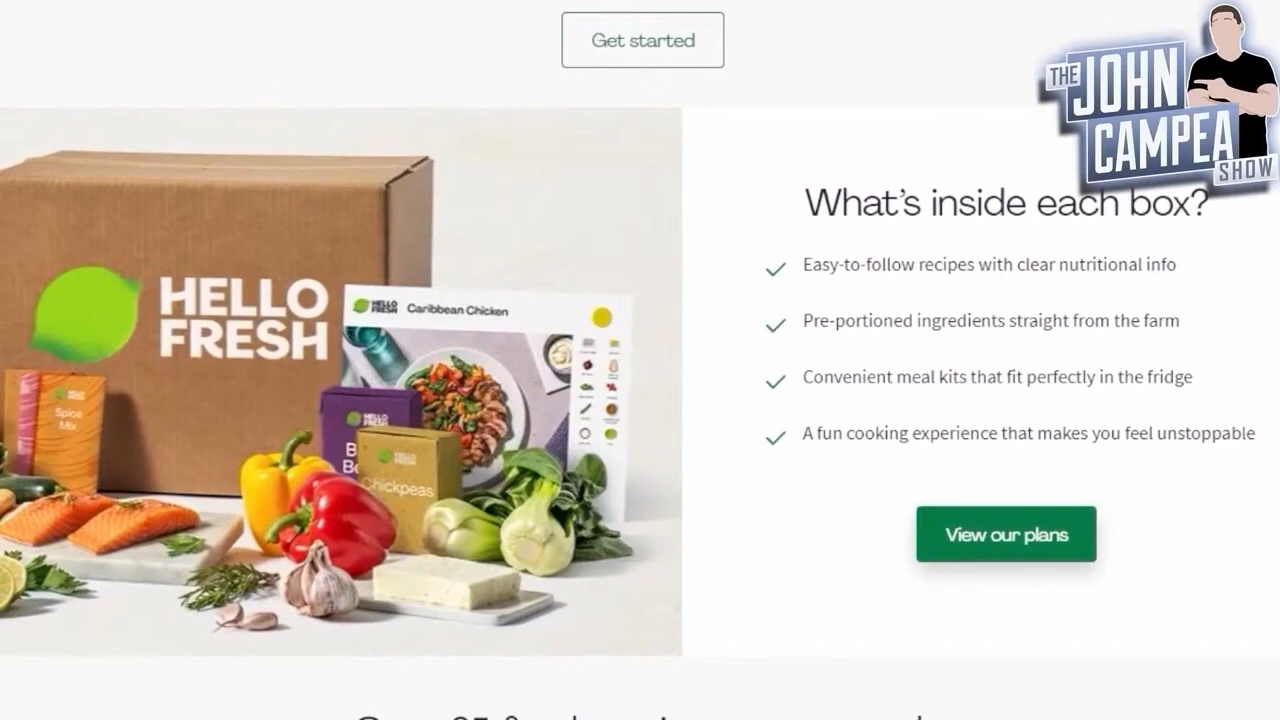 Get started
THE
JOHN
CAMPEA
SHOW
What's inside each box?
Easy-to-follow recipes with clear nutritional info
Pre-portioned ingredients straight from the farm
Convenient meal kits that fit perfectly in the fridge
A fun cooking experience that makes you feel unstoppable
View our plans
HELLO
FRESH
HELLO
FRESH
Caribbean Chicken
Spice
Mix
HELLO
FRESH
Chickpeas